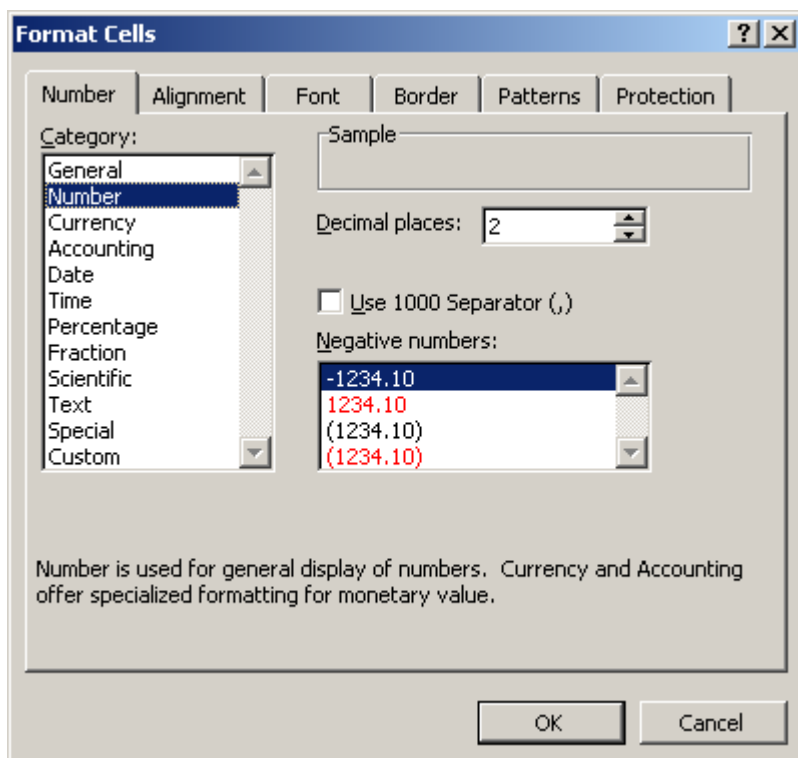 Format Cells
Number Alignment Font Border Patterns Protection
Category:
General
Number
Currency
Accounting
Date
Time
Percentage
Fraction
Scientific
Text
Special
Custom
Sample
Decimal places: 2
Use 1000 Separator (,)
Negative numbers:
-1234.10
1234.10
(1234.10)
(1234.10)
Number is used for general display of numbers. Currency and Accounting
offer specialized formatting for monetary value.
OK Cancel